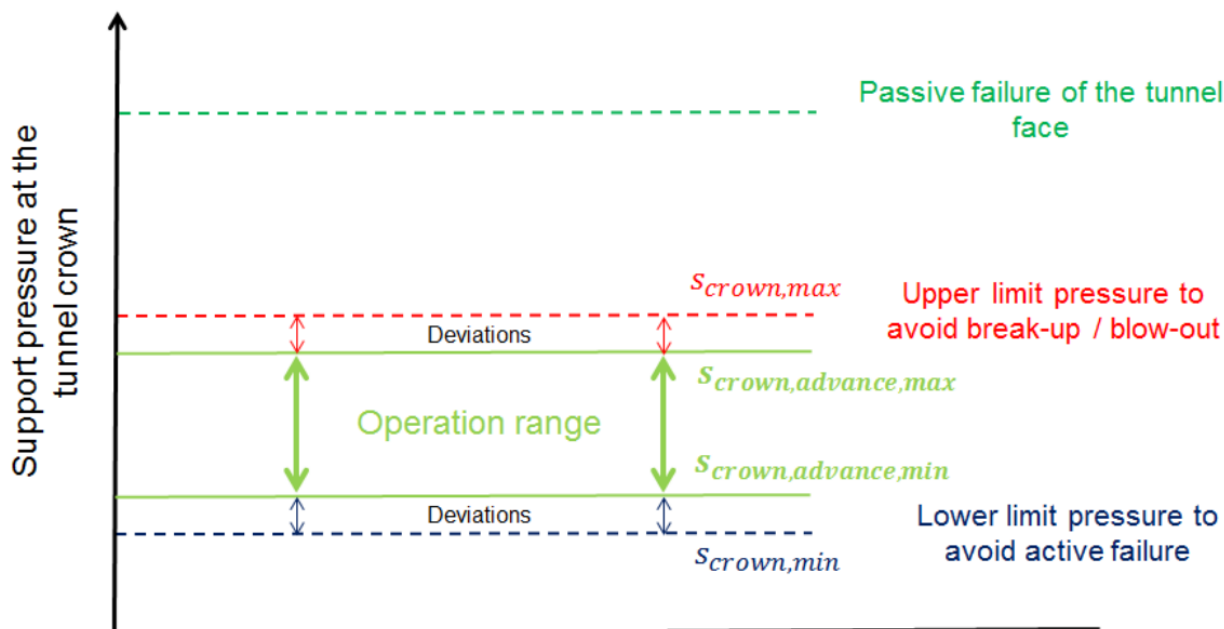 Support pressure at the
tunnel crown
Passive failure of the tunnel
face
s_crown,max
Upper limit pressure to
avoid break-up / blow-out
Deviations
s_crown,advance,max
Operation range
s_crown,advance,min
Deviations
Lower limit pressure to
avoid active failure
s_crown,min